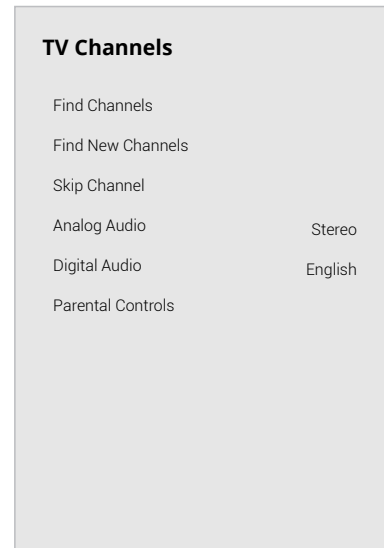 TV Channels
Find Channels
Find New Channels
Skip Channel
Analog Audio Stereo
Digital Audio English
Parental Controls